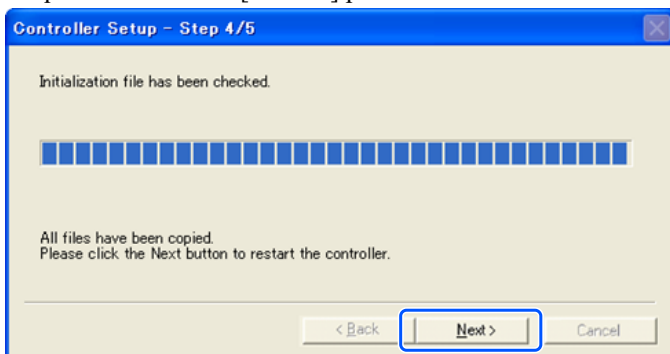 Controller Setup - Step 4/5
Initialization file has been checked.
All files have been copied.
Please click the Next button to restart the controller.
< Back
Next >
Cancel